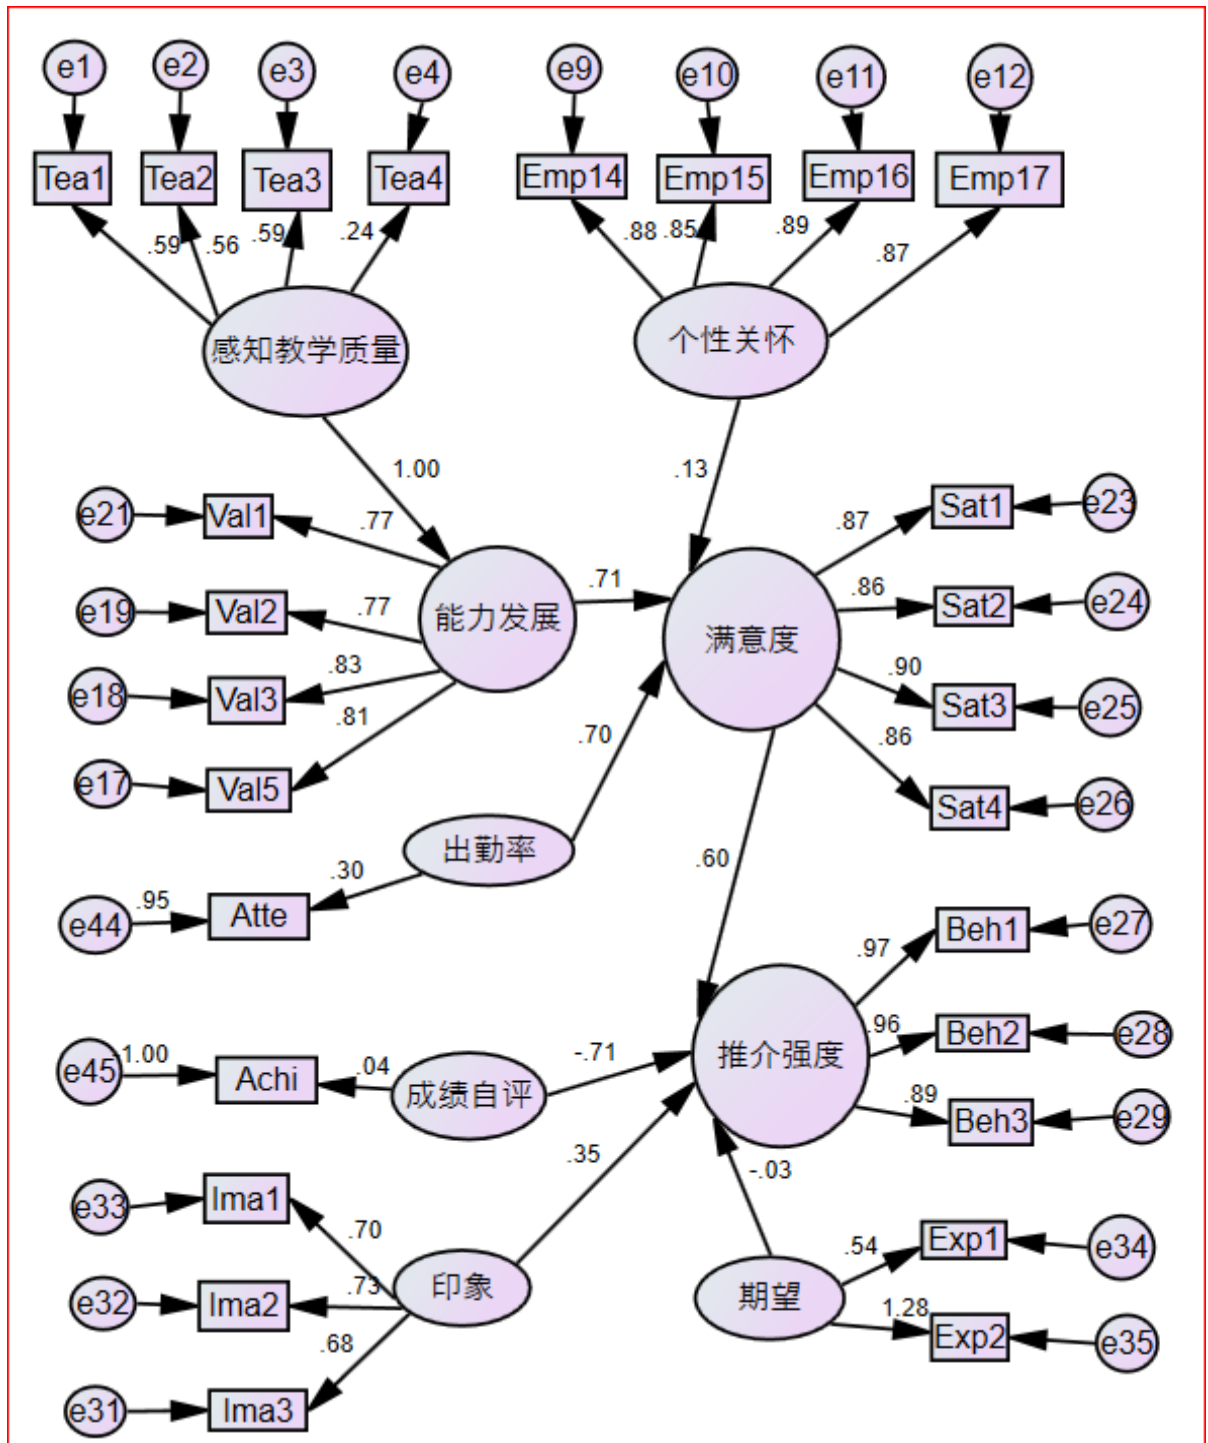 e1 e2 e3 e4 e9 e10 e11 e12
Tea1 Tea2 Tea3 Tea4 Emp14 Emp15 Emp16 Emp17
.59 .56 .59 .24 .88 .85 .89 .87
感知教学质量 个性关怀
1.00 .13
e21 Val1 .77 .87 Sat1 e23
e19 Val2 .77 能力发展 .71 满意度 .86 Sat2 e24
e18 Val3 .83 .90 Sat3 e25
e17 Val5 .81 .70 .86 Sat4 e26
出勤率
e44 .95 Atte .30 .60
.97 Beh1 e27
推介强度 .96 Beh2 e28
e45 -1.00 Achi .04 成绩自评 -.71 .89 Beh3 e29
.35 -.03
e33 Ima1 .70 .54 Exp1 e34
e32 Ima2 .73 印象 期望 1.28 Exp2 e35
e31 Ima3 .68